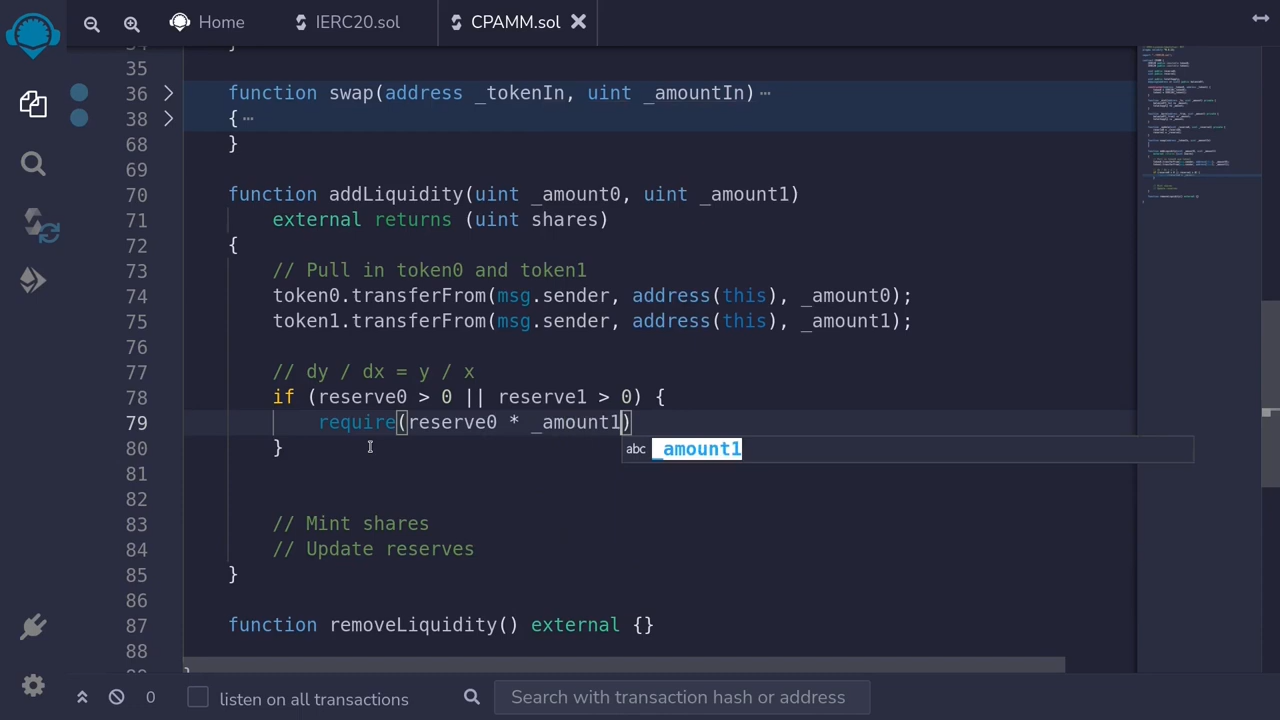 Home
IERC20.sol
CPAMM.sol
35
36 function swap(address _tokenIn, uint _amountIn)
38 {
68 }
69
70 function addLiquidity(uint _amount0, uint _amount1)
71 external returns (uint shares)
72 {
73 // Pull in token0 and token1
74 token0.transferFrom(msg.sender, address(this), _amount0);
75 token1.transferFrom(msg.sender, address(this), _amount1);
76
77 // dy / dx = y / x
78 if (reserve0 > 0 || reserve1 > 0) {
79 require(reserve0 * _amount1)
abc _amount1
80 }
81
82
83 // Mint shares
84 // Update reserves
85 }
86
87 function removeLiquidity() external {}
88
0 listen on all transactions Search with transaction hash or address